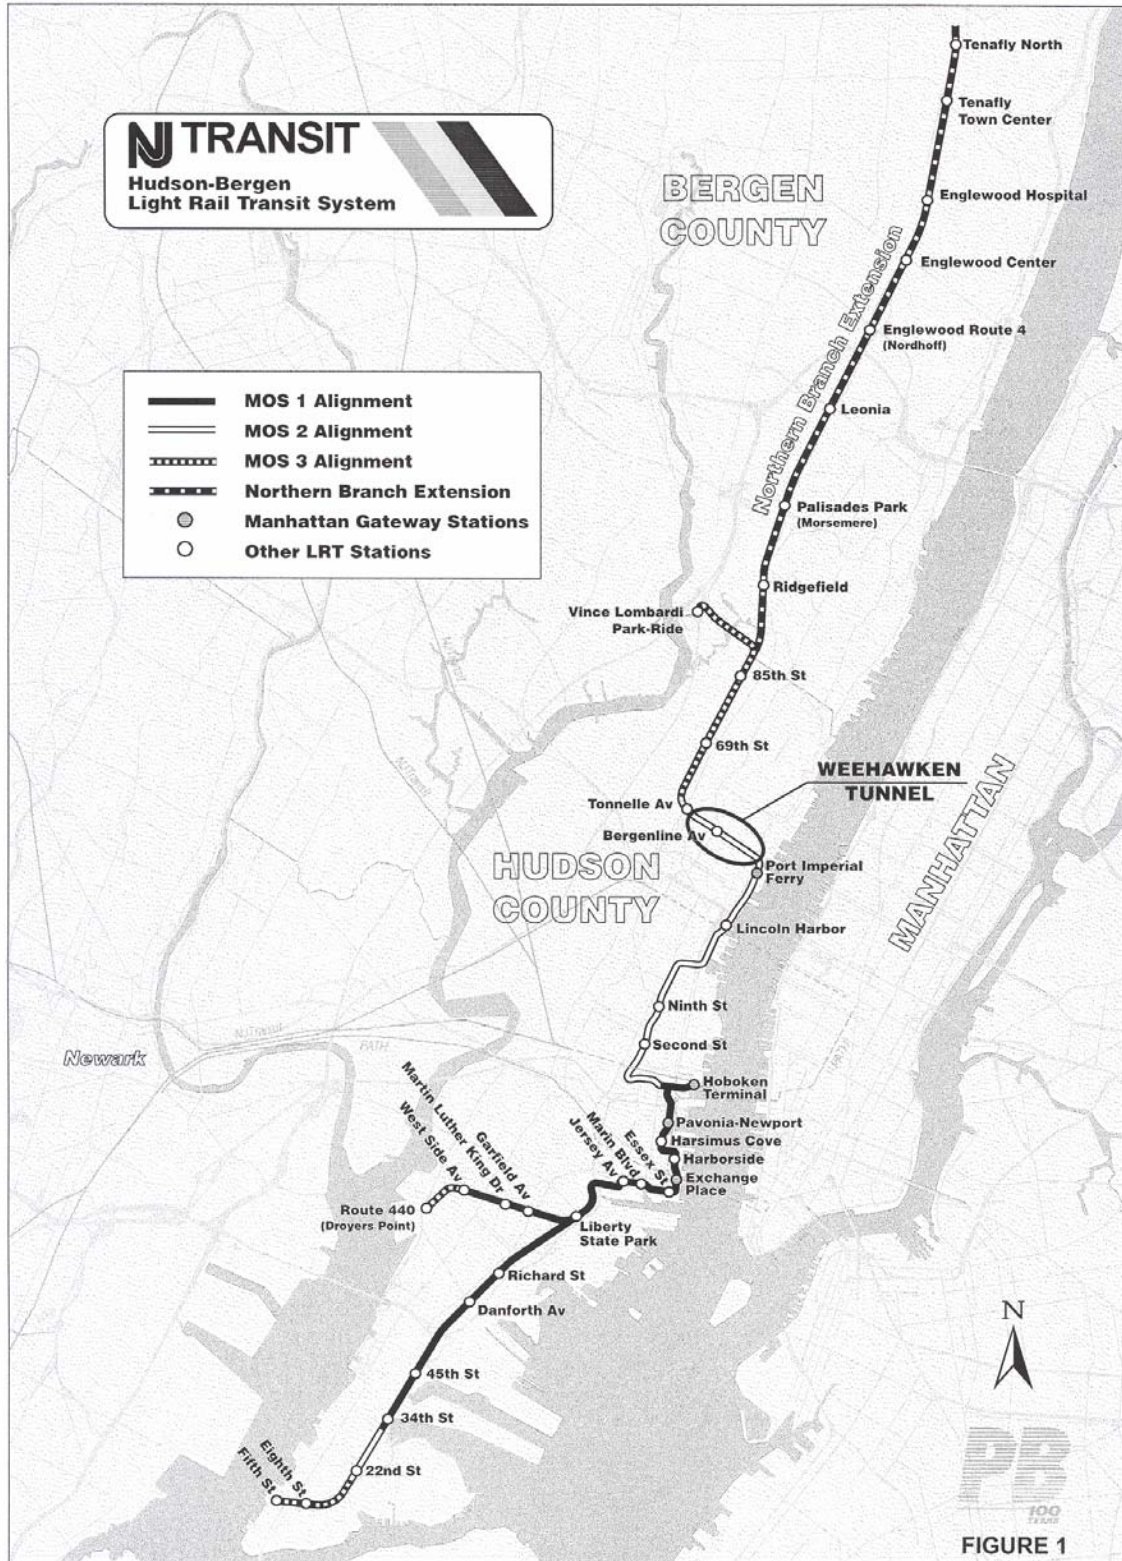 NJ TRANSIT
Hudson-Bergen
Light Rail Transit System
BERGEN
COUNTY
Tenafly North
Tenafly
Town Center
Englewood Hospital
Englewood Center
Northern Branch Extension
Englewood Route 4
(Nordhoff)
Leonia
MOS 1 Alignment
MOS 2 Alignment
MOS 3 Alignment
Northern Branch Extension
Manhattan Gateway Stations
Other LRT Stations
Palisades Park
(Morsemere)
Ridgefield
Vince Lombardi
Park-Ride
85th St
69th St
WEEHAWKEN
TUNNEL
Tonnelle Av
Bergenline Av
HUDSON
COUNTY
MANHATTAN
Port Imperial
Ferry
Lincoln Harbor
Ninth St
Second St
Newark
PATH
Hoboken
Terminal
Pavonia-Newport
Harsimus Cove
Harborside
Exchange
Place
Essex St
Marin Blvd
Jersey Av
Garfield Av
Martin Luther King Dr
West Side Av
Route 440
(Droyers Point)
Liberty
State Park
Richard St
Danforth Av
45th St
34th St
22nd St
Eighth St
Fifth St
N
PB
100
YEARS
FIGURE 1